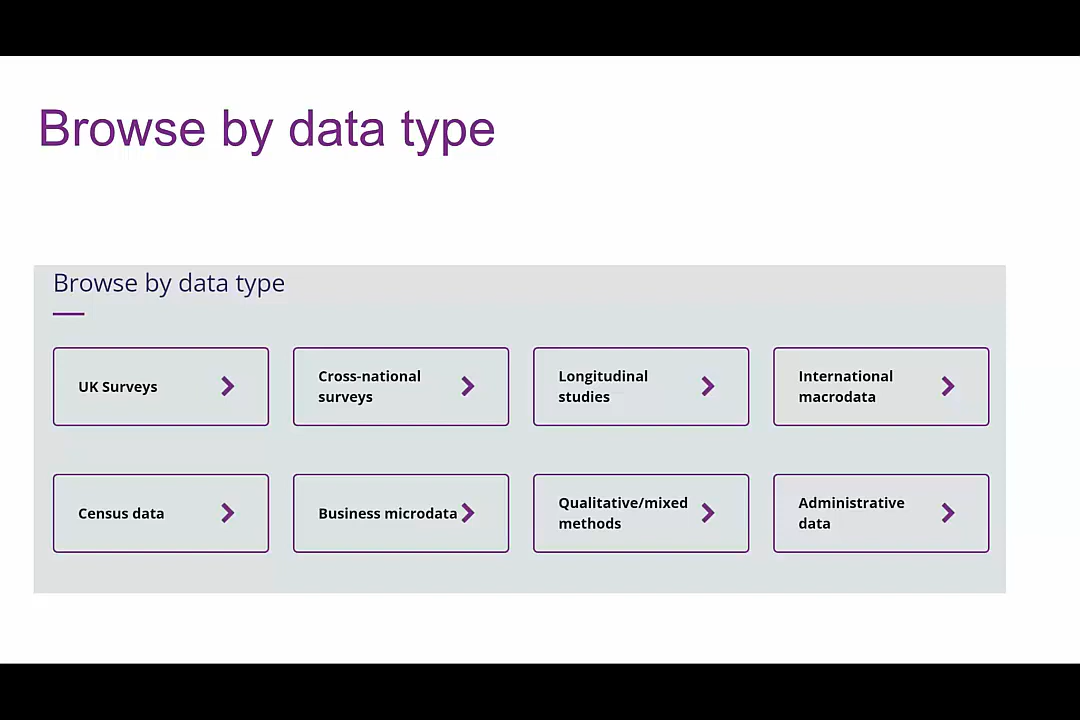 Browse by data type
Browse by data type
UK Surveys
Cross-national
surveys
Longitudinal
studies
International
macrodata
Census data
Business microdata
Qualitative/mixed
methods
Administrative
data